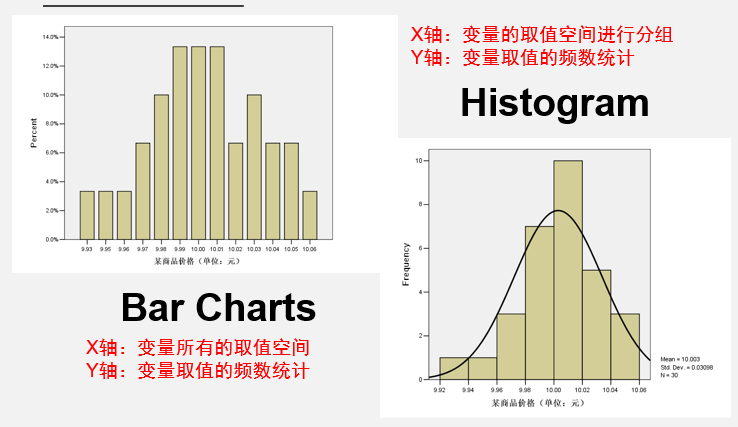 14.0%
12.0%
10.0%
8.0%
6.0%
4.0%
2.0%
0.0%
Percent
9.93 9.95 9.96 9.97 9.98 9.99 10.00 10.01 10.02 10.03 10.04 10.05 10.06
某商品价格（单位：元）
Bar Charts
X轴：变量所有的取值空间
Y轴：变量取值的频数统计
X轴：变量的取值空间进行分组
Y轴：变量取值的频数统计
Histogram
10
8
6
4
2
0
Frequency
9.92 9.94 9.96 9.98 10.00 10.02 10.04 10.06
某商品价格（单位：元）
Mean = 10.003
Std. Dev. = 0.03098
N = 30